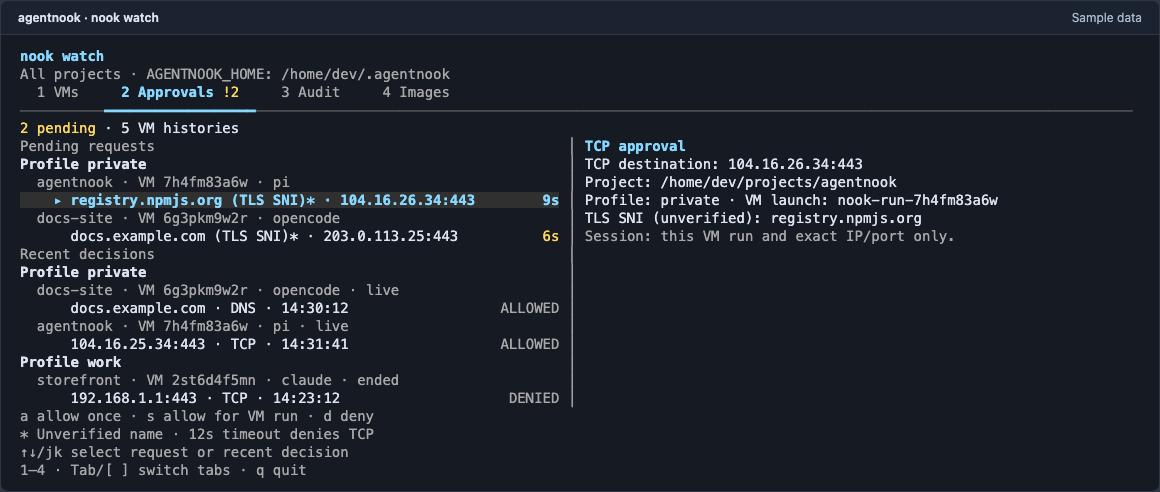 agentnook · nook watch
Sample data
nook watch
All projects · AGENTNOOK_HOME: /home/dev/.agentnook
1 VMs 2 Approvals !2 3 Audit 4 Images
2 pending · 5 VM histories
Pending requests
Profile private
agentnook · VM 7h4fm83a6w · pi
▸ registry.npmjs.org (TLS SNI)* · 104.16.26.34:443 9s
docs-site · VM 6g3pkm9w2r · opencode
docs.example.com (TLS SNI)* · 203.0.113.25:443 6s
Recent decisions
Profile private
docs-site · VM 6g3pkm9w2r · opencode · live
docs.example.com · DNS · 14:30:12 ALLOWED
agentnook · VM 7h4fm83a6w · pi · live
104.16.25.34:443 · TCP · 14:31:41 ALLOWED
Profile work
storefront · VM 2st6d4f5mn · claude · ended
192.168.1.1:443 · TCP · 14:23:12 DENIED
TCP approval
TCP destination: 104.16.26.34:443
Project: /home/dev/projects/agentnook
Profile: private · VM launch: nook-run-7h4fm83a6w
TLS SNI (unverified): registry.npmjs.org
Session: this VM run and exact IP/port only.
a allow once · s allow for VM run · d deny
* Unverified name · 12s timeout denies TCP
↑↓/jk select request or recent decision
1–4 · Tab/[ ] switch tabs · q quit